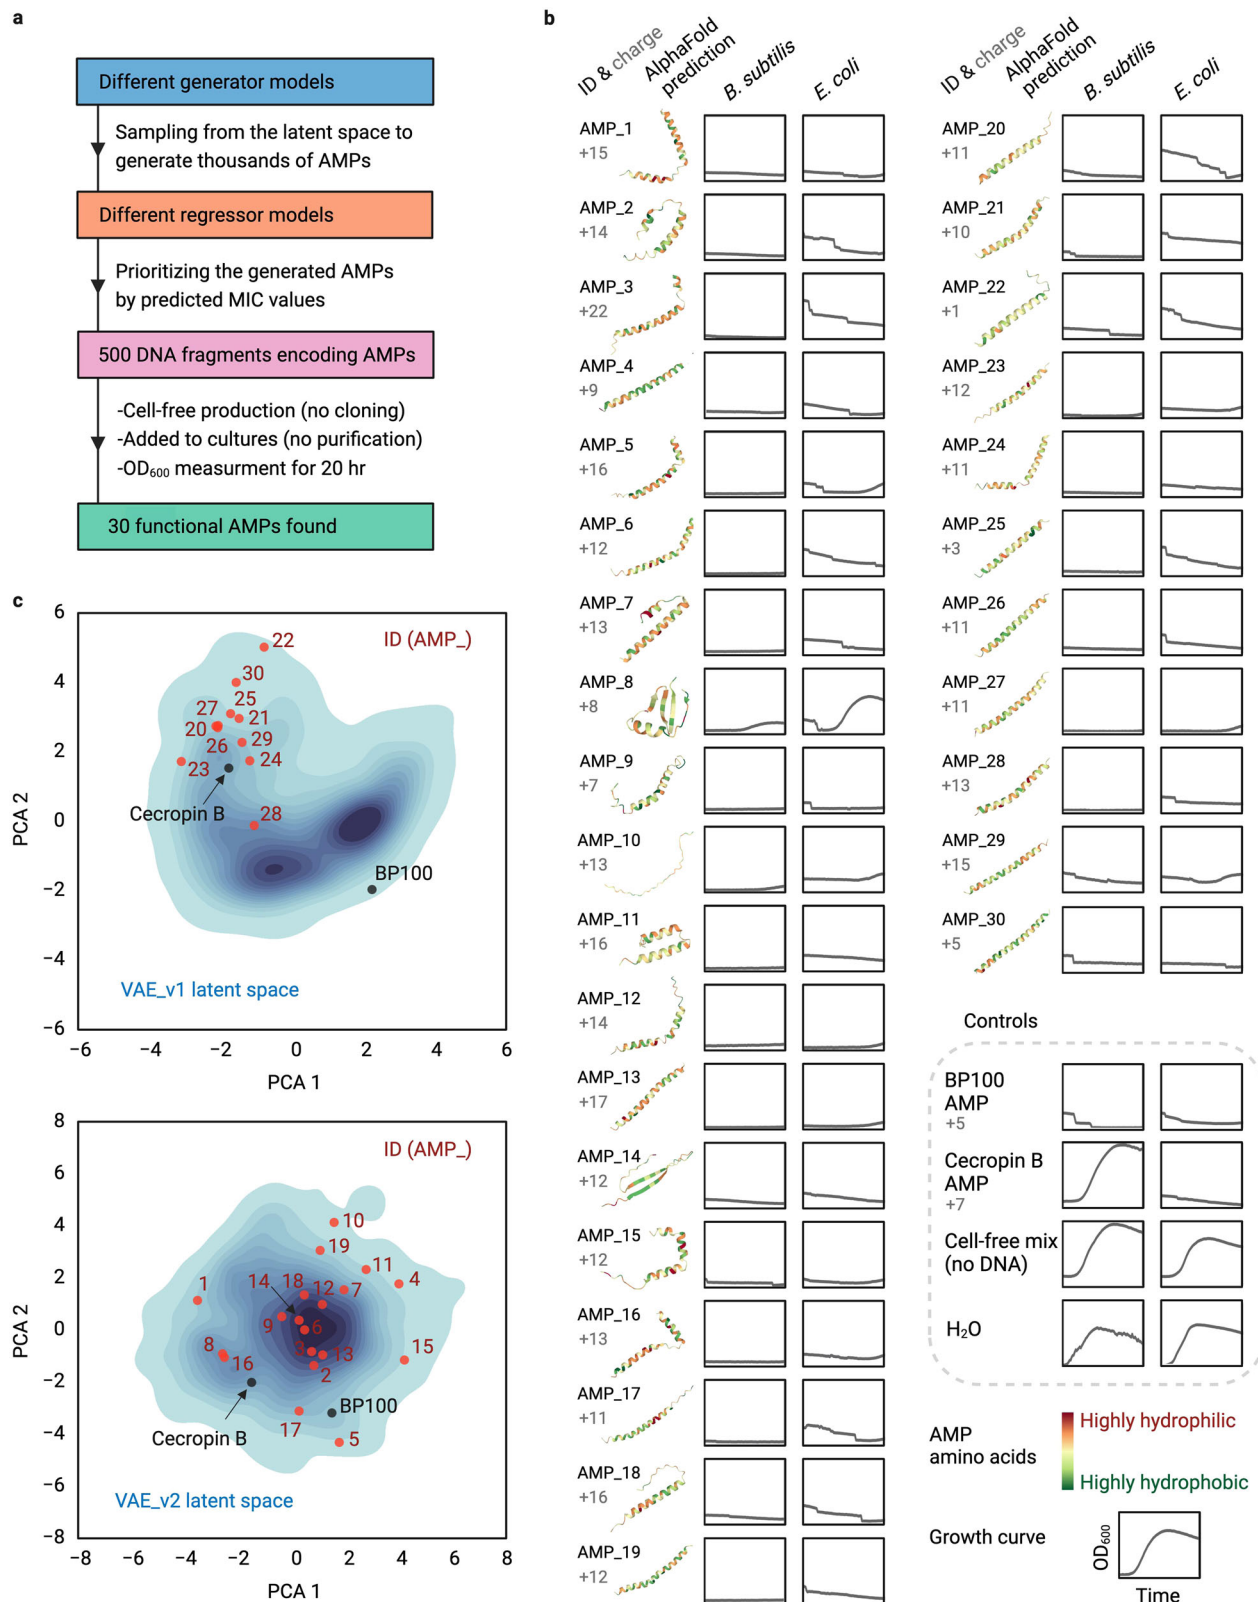 a
Different generator models
Sampling from the latent space to
generate thousands of AMPs
Different regressor models
Prioritizing the generated AMPs
by predicted MIC values
500 DNA fragments encoding AMPs
-Cell-free production (no cloning)
-Added to cultures (no purification)
-OD600 measurment for 20 hr
30 functional AMPs found
b
ID & charge
AlphaFold
prediction
B. subtilis
E. coli
AMP_1
+15
AMP_2
+14
AMP_3
+22
AMP_4
+9
AMP_5
+16
AMP_6
+12
AMP_7
+13
AMP_8
+8
AMP_9
+7
AMP_10
+13
AMP_11
+16
AMP_12
+14
AMP_13
+17
AMP_14
+12
AMP_15
+12
AMP_16
+13
AMP_17
+11
AMP_18
+16
AMP_19
+12
ID & charge
AlphaFold
prediction
B. subtilis
E. coli
AMP_20
+11
AMP_21
+10
AMP_22
+1
AMP_23
+12
AMP_24
+11
AMP_25
+3
AMP_26
+11
AMP_27
+11
AMP_28
+13
AMP_29
+15
AMP_30
+5
Controls
BP100
AMP
+5
Cecropin B
AMP
+7
Cell-free mix
(no DNA)
H₂O
AMP
amino acids
Highly hydrophilic
Highly hydrophobic
Growth curve
OD600
Time
c
6
4
2
0
−2
−4
−6
PCA 2
ID (AMP_)
22
30
25
27
21
20
26
29
24
23
Cecropin B
28
BP100
VAE_v1 latent space
−6 −4 −2 0 2 4 6
PCA 1
8
6
4
2
0
−2
−4
−6
−8
PCA 2
ID (AMP_)
10
19
11
4
1
14
18
12
7
9
6
8
3
13
15
16
2
BP100
17
5
Cecropin B
VAE_v2 latent space
−8 −6 −4 −2 0 2 4 6 8
PCA 1